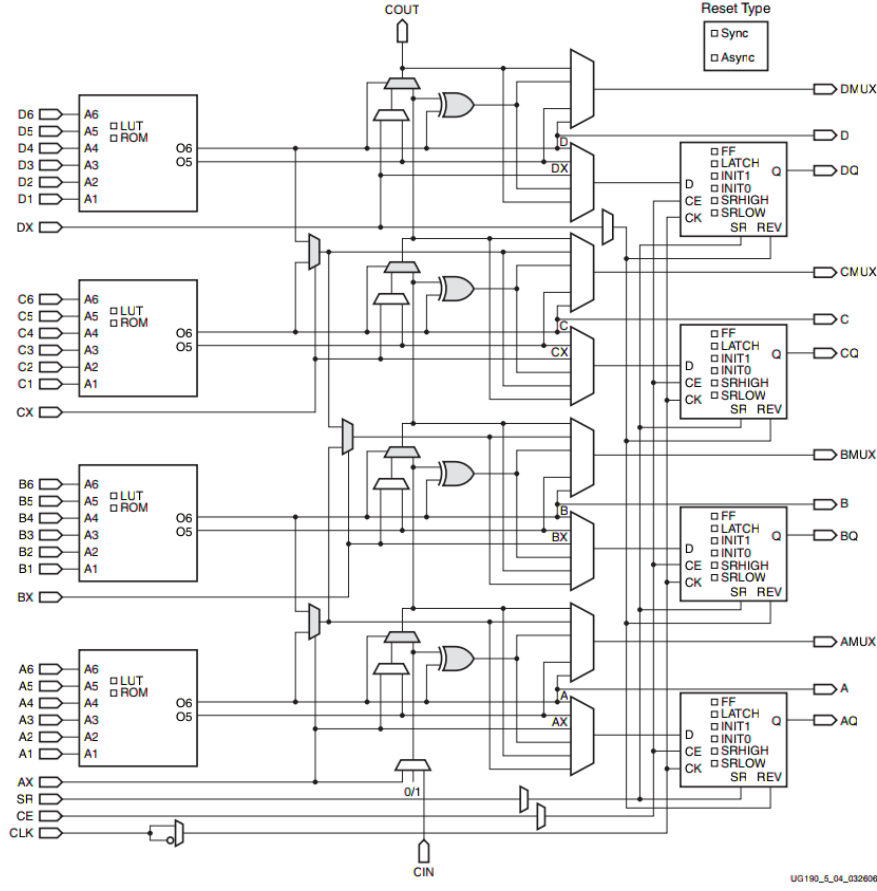 COUT
Reset Type
Sync
Async
DMUX
D6 A6
D5 A5 LUT
D4 A4 ROM O6
D3 A3 O5
D2 A2
D1 A1
DX
D
D
DX
DQ
FF
LATCH
INIT1 Q
INIT0
D
CE SRHIGH
CK SRLOW
SR REV
CMUX
C6 A6
C5 A5 LUT
C4 A4 ROM O6
C3 A3 O5
C2 A2
C1 A1
CX
C
C
CX
CQ
FF
LATCH
INIT1 Q
INIT0
D
CE SRHIGH
CK SRLOW
SR REV
BMUX
B6 A6
B5 A5 LUT
B4 A4 ROM O6
B3 A3 O5
B2 A2
B1 A1
BX
B
B
BX
BQ
FF
LATCH
INIT1 Q
INIT0
D
CE SRHIGH
CK SRLOW
SR REV
AMUX
A6 A6
A5 A5 LUT
A4 A4 ROM O6
A3 A3 O5
A2 A2
A1 A1
AX
A
A
AX
AQ
FF
LATCH
INIT1 Q
INIT0
D
CE SRHIGH
CK SRLOW
SR REV
0/1
SR
CE
CLK
CIN
UG190_5_04_032606